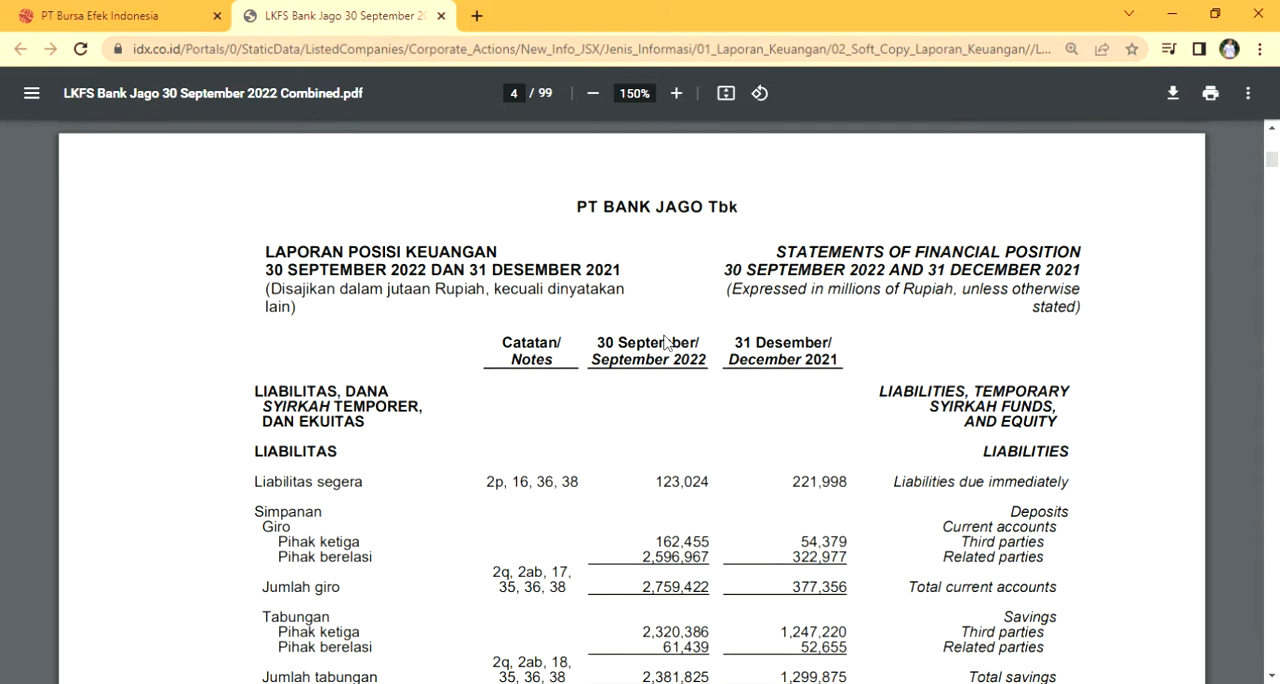 PT Bursa Efek Indonesia
LKFS Bank Jago 30 September 20
idx.co.id/Portals/0/StaticData/ListedCompanies/Corporate_Actions/New_Info_JSX/Jenis_Informasi/01_Laporan_Keuangan/02_Soft_Copy_Laporan_Keuangan//L...
LKFS Bank Jago 30 September 2022 Combined.pdf
4 / 99
150%
PT BANK JAGO Tbk
LAPORAN POSISI KEUANGAN STATEMENTS OF FINANCIAL POSITION
30 SEPTEMBER 2022 DAN 31 DESEMBER 2021 30 SEPTEMBER 2022 AND 31 DECEMBER 2021
(Disajikan dalam jutaan Rupiah, kecuali dinyatakan (Expressed in millions of Rupiah, unless otherwise
lain) stated)
Catatan/ 30 September/ 31 Desember/
Notes September 2022 December 2021
LIABILITAS, DANA LIABILITIES, TEMPORARY
SYIRKAH TEMPORER, SYIRKAH FUNDS,
DAN EKUITAS AND EQUITY
LIABILITAS LIABILITIES
Liabilitas segera 2p, 16, 36, 38 123,024 221,998 Liabilities due immediately
Simpanan Deposits
Giro Current accounts
Pihak ketiga 162,455 54,379 Third parties
Pihak berelasi 2,596,967 322,977 Related parties
2q, 2ab, 17,
Jumlah giro 35, 36, 38 2,759,422 377,356 Total current accounts
Tabungan Savings
Pihak ketiga 2,320,386 1,247,220 Third parties
Pihak berelasi 61,439 52,655 Related parties
2q, 2ab, 18,
Jumlah tabungan 35, 36, 38 2,381,825 1,299,875 Total savings